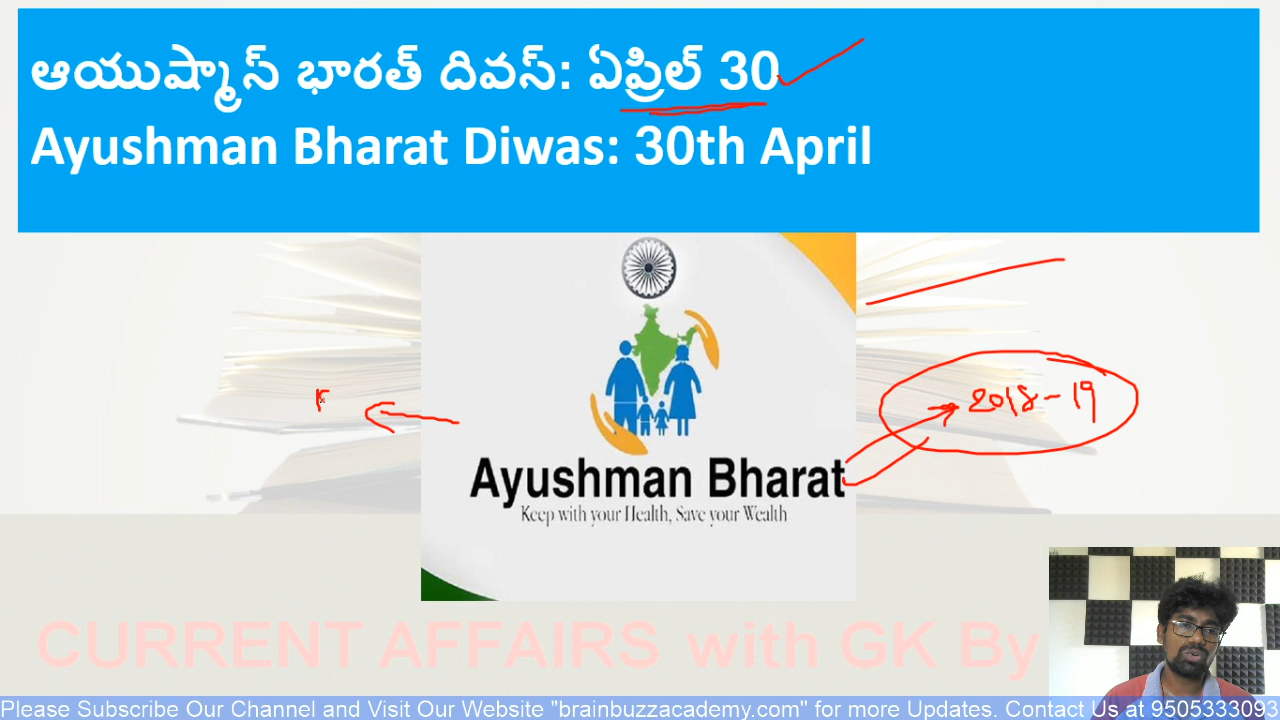 ఆయుష్మాన్ భారత్ దివస్: ఏప్రిల్ 30
Ayushman Bharat Diwas: 30th April
2018-19
Ayushman Bharat
Keep with your Health, Save your Wealth
CURRENT AFFAIRS with GK By
Please Subscribe Our Channel and Visit Our Website "brainbuzzacademy.com" for more Updates. Contact Us at 9505333093